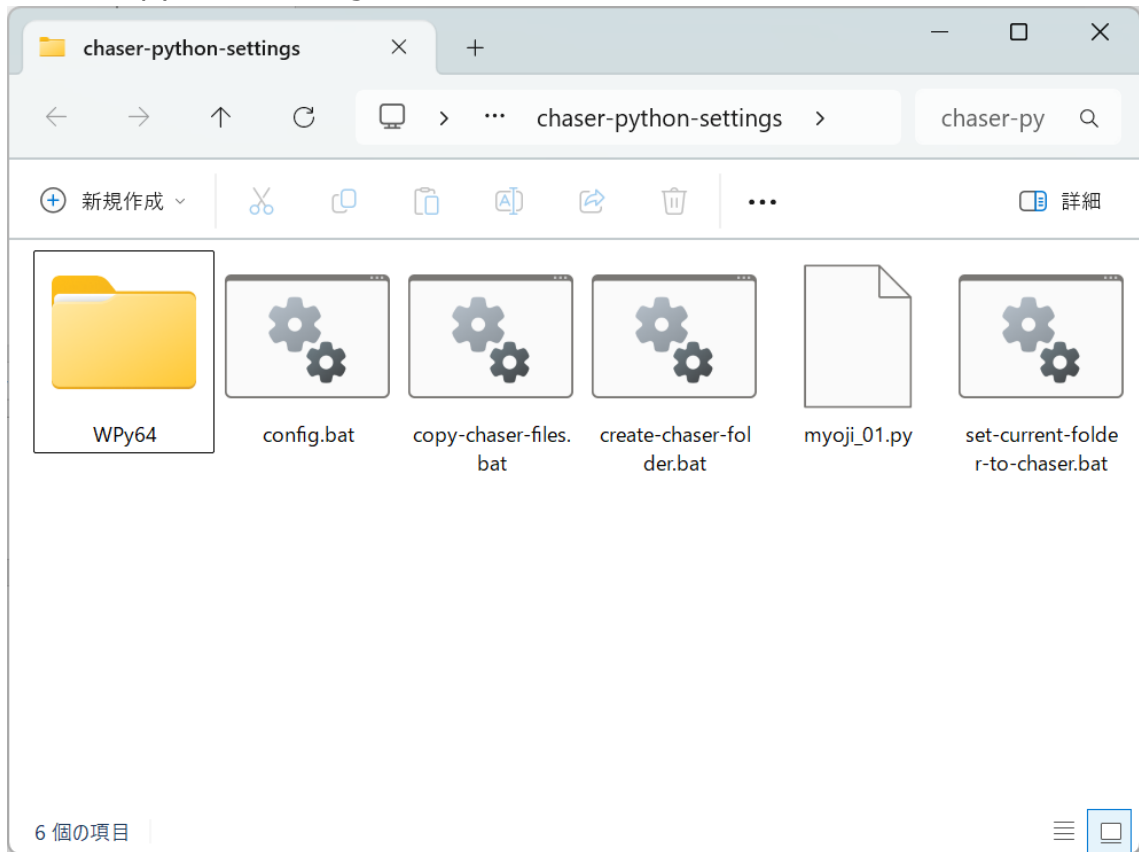 chaser-python-settings
chaser-python-settings
chaser-py
新規作成
詳細
WPy64
config.bat
copy-chaser-files.
bat
create-chaser-fol
der.bat
myoji_01.py
set-current-folde
r-to-chaser.bat
6 個の項目